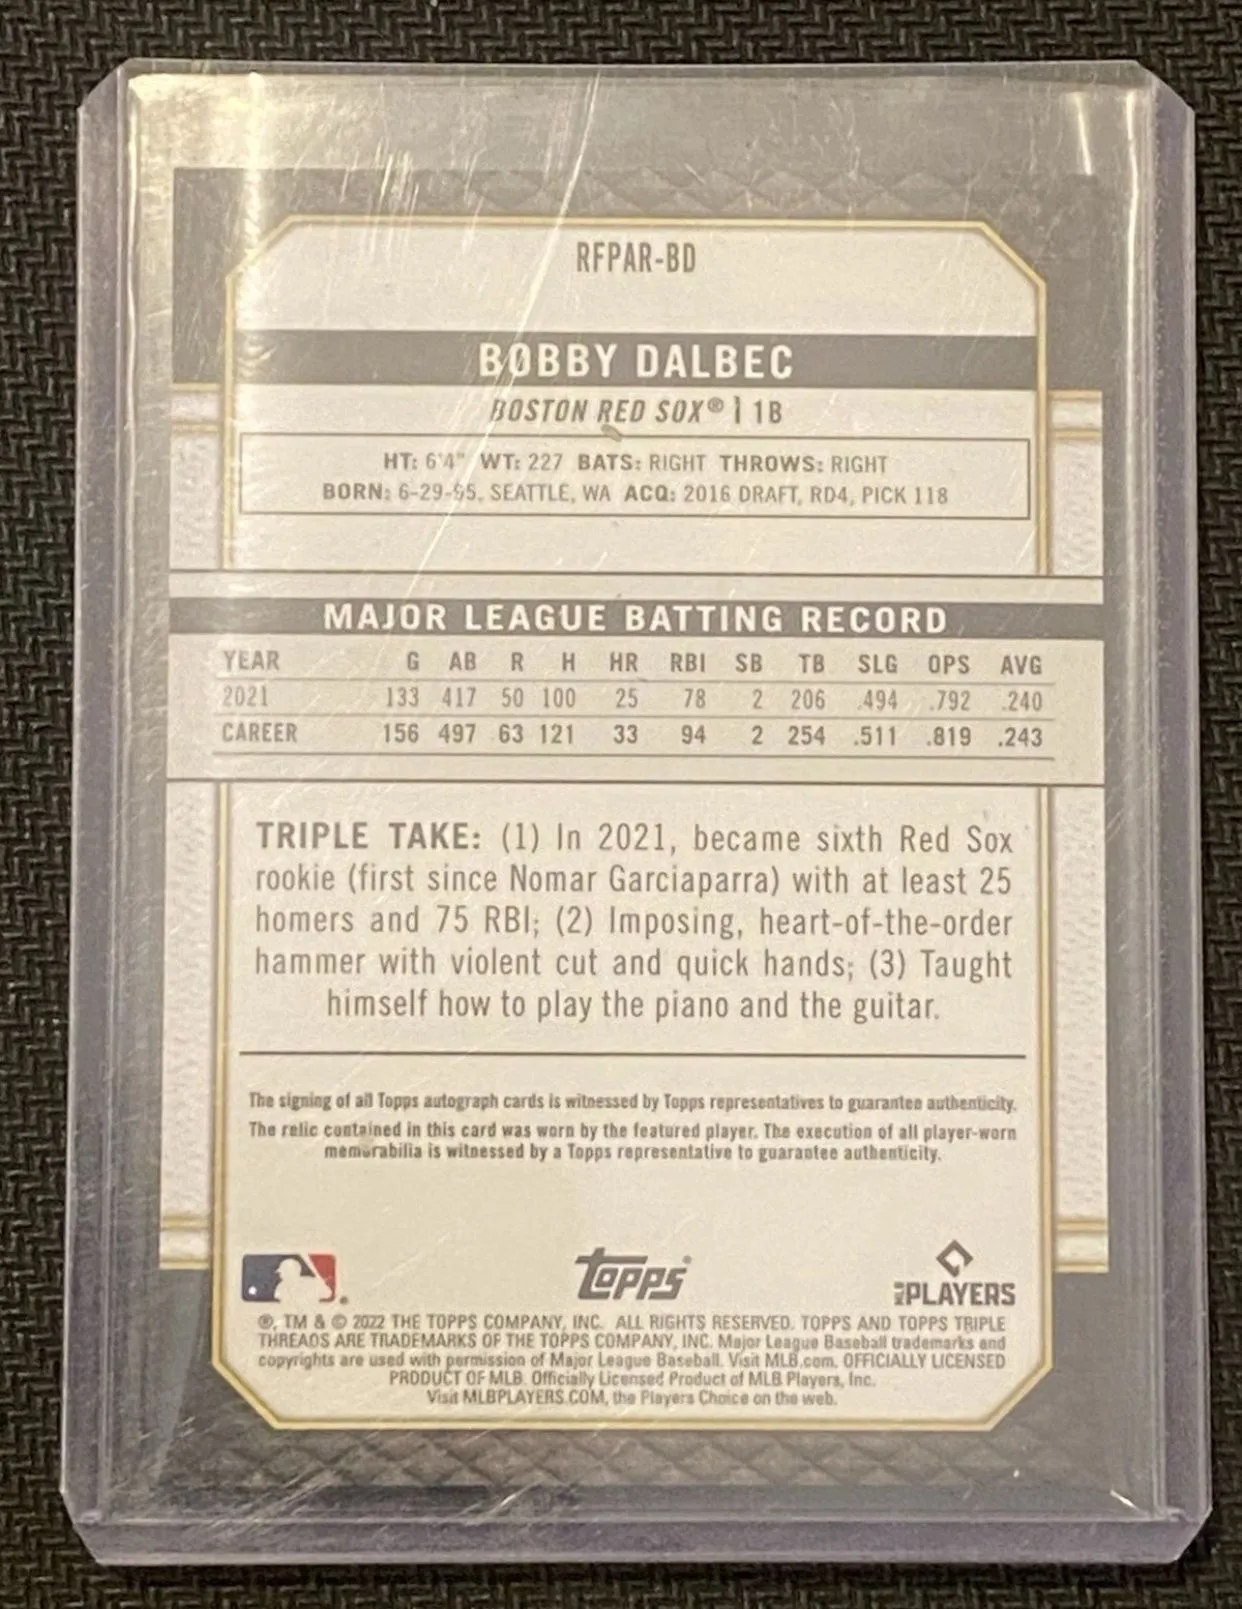 RFPAR-BD
BOBBY DALBEC
BOSTON RED SOX® | 1B
HT: 6'4" WT: 227 BATS: RIGHT THROWS: RIGHT
BORN: 6-29-95, SEATTLE, WA ACQ: 2016 DRAFT, RD4, PICK 118
MAJOR LEAGUE BATTING RECORD
YEAR G AB R H HR RBI SB TB SLG OPS AVG
2021 133 417 50 100 25 78 2 206 .494 .792 .240
CAREER 156 497 63 121 33 94 2 254 .511 .819 .243
TRIPLE TAKE: (1) In 2021, became sixth Red Sox
rookie (first since Nomar Garciaparra) with at least 25
homers and 75 RBI; (2) Imposing, heart-of-the-order
hammer with violent cut and quick hands; (3) Taught
himself how to play the piano and the guitar.
The signing of all Topps autograph cards is witnessed by Topps representatives to guarantee authenticity.
The relic contained in this card was worn by the featured player. The execution of all player-worn
memorabilia is witnessed by a Topps representative to guarantee authenticity.
topps®
MLB PLAYERS
®, TM & © 2022 THE TOPPS COMPANY, INC. ALL RIGHTS RESERVED. TOPPS AND TOPPS TRIPLE
THREADS ARE TRADEMARKS OF THE TOPPS COMPANY, INC. Major League Baseball trademarks and
copyrights are used with permission of Major League Baseball. Visit MLB.com. OFFICIALLY LICENSED
PRODUCT OF MLB Officially Licensed Product of MLB Players, Inc.
Visit MLBPLAYERS.COM, the Players Choice on the web.